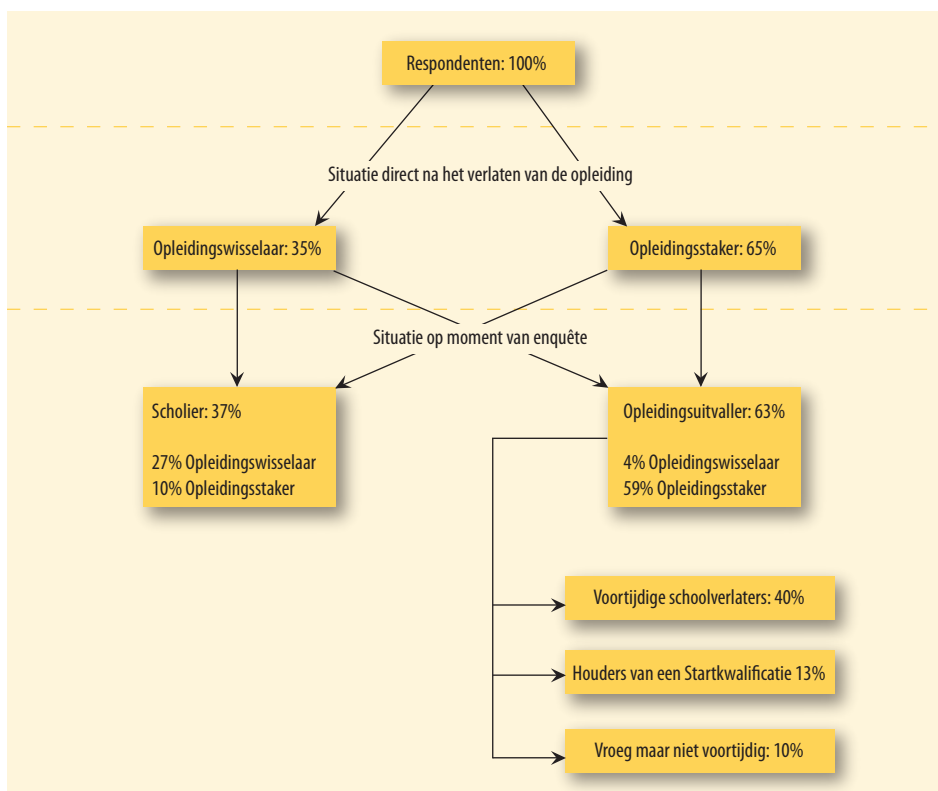 Respondenten: 100%
Situatie direct na het verlaten van de opleiding
Opleidingswisselaar: 35%
Opleidingsstaker: 65%
Situatie op moment van enquête
Scholier: 37%
27% Opleidingswisselaar
10% Opleidingsstaker
Opleidingsuitvaller: 63%
4% Opleidingswisselaar
59% Opleidingsstaker
Voortijdige schoolverlaters: 40%
Houders van een Startkwalificatie 13%
Vroeg maar niet voortijdig: 10%